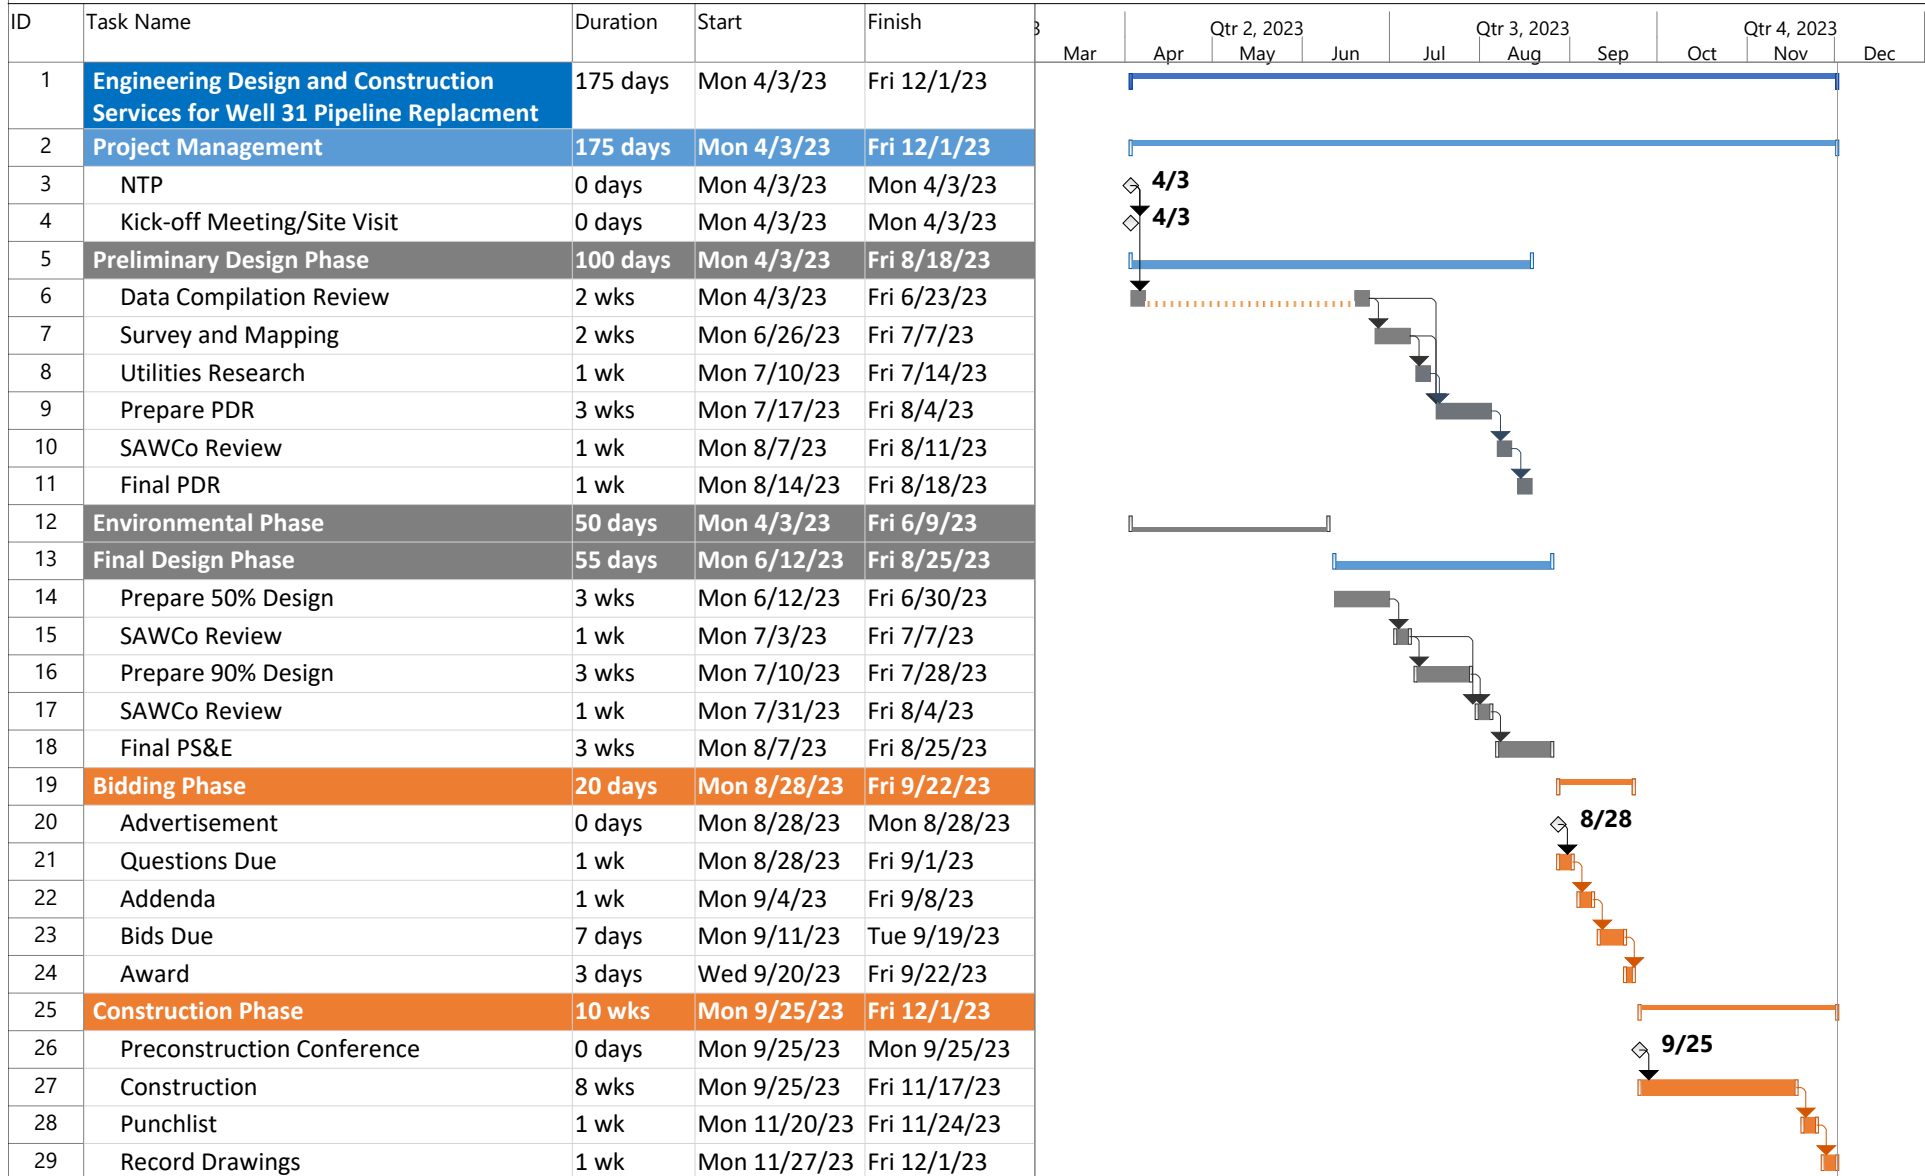 ID Task Name Duration Start Finish
3 Qtr 2, 2023 Qtr 3, 2023 Qtr 4, 2023
Mar Apr May Jun Jul Aug Sep Oct Nov Dec
1 Engineering Design and Construction 175 days Mon 4/3/23 Fri 12/1/23
Services for Well 31 Pipeline Replacment
2 Project Management 175 days Mon 4/3/23 Fri 12/1/23
3 NTP 0 days Mon 4/3/23 Mon 4/3/23 4/3
4 Kick-off Meeting/Site Visit 0 days Mon 4/3/23 Mon 4/3/23 4/3
5 Preliminary Design Phase 100 days Mon 4/3/23 Fri 8/18/23
6 Data Compilation Review 2 wks Mon 4/3/23 Fri 6/23/23
7 Survey and Mapping 2 wks Mon 6/26/23 Fri 7/7/23
8 Utilities Research 1 wk Mon 7/10/23 Fri 7/14/23
9 Prepare PDR 3 wks Mon 7/17/23 Fri 8/4/23
10 SAWCo Review 1 wk Mon 8/7/23 Fri 8/11/23
11 Final PDR 1 wk Mon 8/14/23 Fri 8/18/23
12 Environmental Phase 50 days Mon 4/3/23 Fri 6/9/23
13 Final Design Phase 55 days Mon 6/12/23 Fri 8/25/23
14 Prepare 50% Design 3 wks Mon 6/12/23 Fri 6/30/23
15 SAWCo Review 1 wk Mon 7/3/23 Fri 7/7/23
16 Prepare 90% Design 3 wks Mon 7/10/23 Fri 7/28/23
17 SAWCo Review 1 wk Mon 7/31/23 Fri 8/4/23
18 Final PS&E 3 wks Mon 8/7/23 Fri 8/25/23
19 Bidding Phase 20 days Mon 8/28/23 Fri 9/22/23
20 Advertisement 0 days Mon 8/28/23 Mon 8/28/23 8/28
21 Questions Due 1 wk Mon 8/28/23 Fri 9/1/23
22 Addenda 1 wk Mon 9/4/23 Fri 9/8/23
23 Bids Due 7 days Mon 9/11/23 Tue 9/19/23
24 Award 3 days Wed 9/20/23 Fri 9/22/23
25 Construction Phase 10 wks Mon 9/25/23 Fri 12/1/23
26 Preconstruction Conference 0 days Mon 9/25/23 Mon 9/25/23 9/25
27 Construction 8 wks Mon 9/25/23 Fri 11/17/23
28 Punchlist 1 wk Mon 11/20/23 Fri 11/24/23
29 Record Drawings 1 wk Mon 11/27/23 Fri 12/1/23